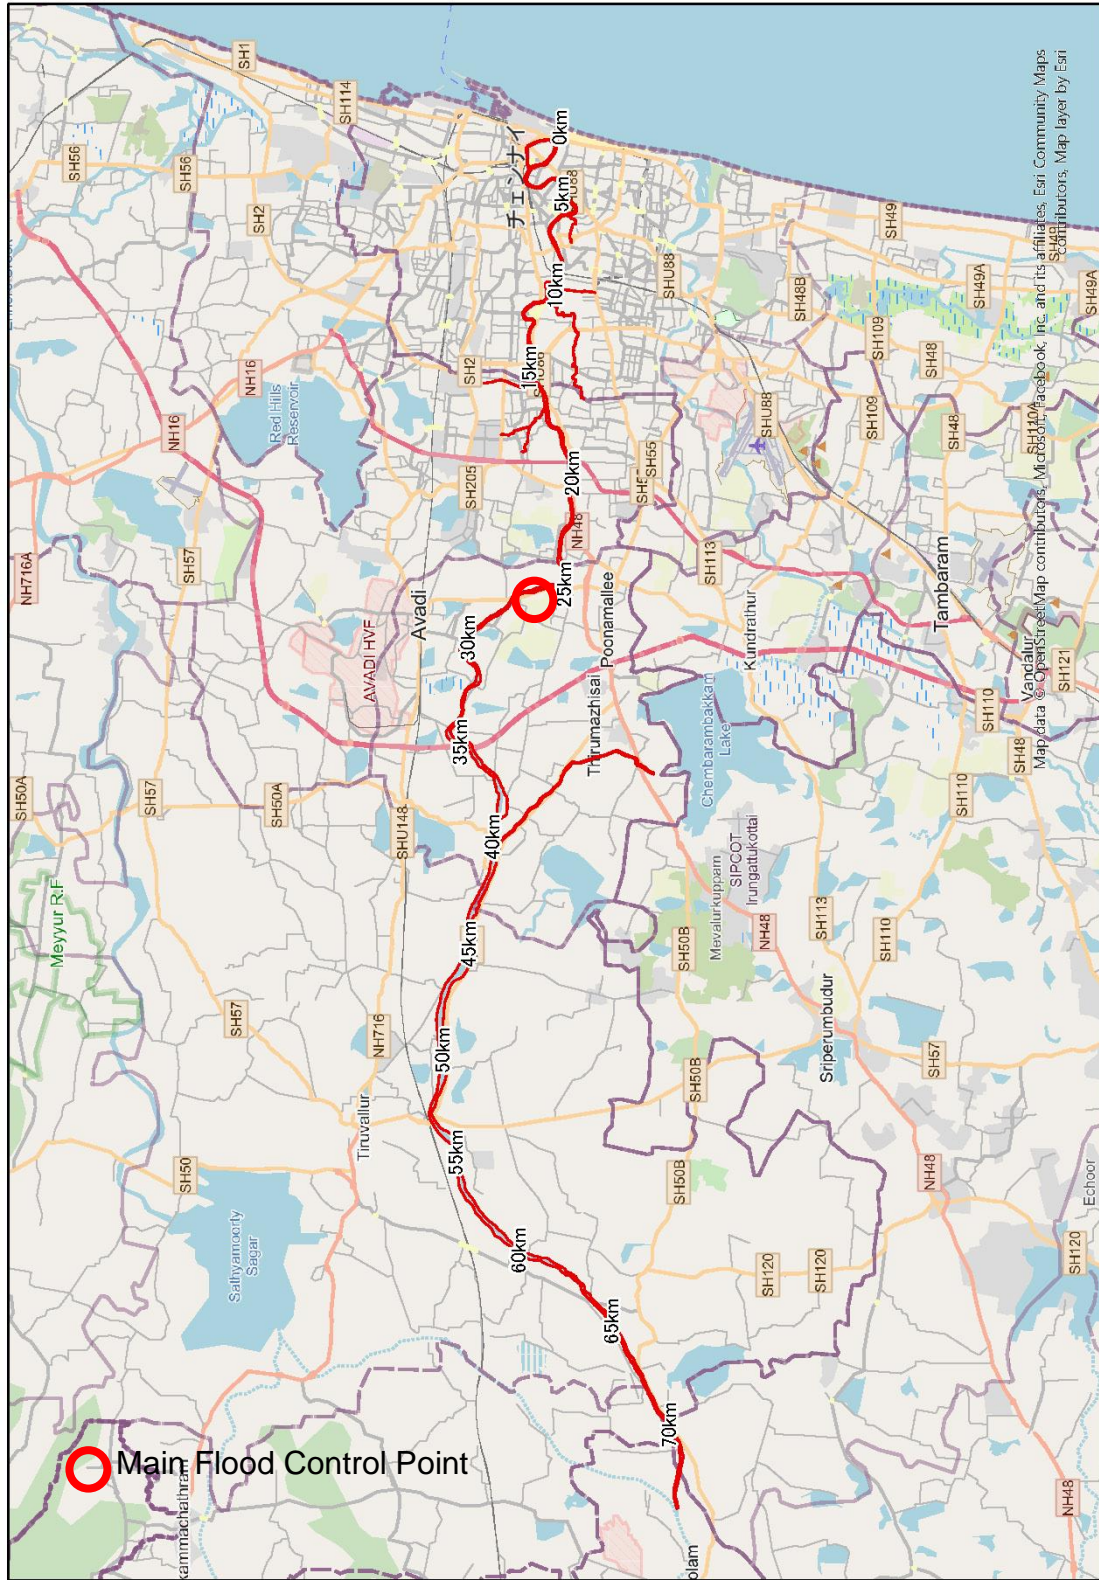 SH1
SH114
SH56
SH56
SH2
NH16
NH16
Red Hills
Reservoir
NH716A
SH57
チェンナイ
0km
5km
10km
SH2
15km
20km
SH205
NH48
25km
SH55
SHU88
SH48B
SH49
SH49A
SH49A
SH109
SH109
SH48
SH48
SH110A
SHU88
SH113
Tambaram
Kundrathur
Vandalur
SH121
SH110
SH48
SH110
Poonamallee
Thirumazhisai
Chembarambakkam
Lake
Avadi
AVADI HVF
30km
35km
40km
45km
50km
55km
60km
65km
70km
SH50A
SH57
SH50A
SHU148
Meyyur R.F
SH57
NH716
Tiruvallur
SH50
Sathyamoorty
Sagar
Mevalurkuppam
SIPCOT
Irungattukottai
SH50B
NH48
SH113
SH110
Sriperumbudur
SH57
SH50B
SH50B
NH48
SH120
SH120
SH120
Echoor
NH48
Main Flood Control Point
Map data © OpenStreetMap contributors, Microsoft, Facebook, Inc. and its affiliates, Esri Community Maps
contributors, Map layer by Esri